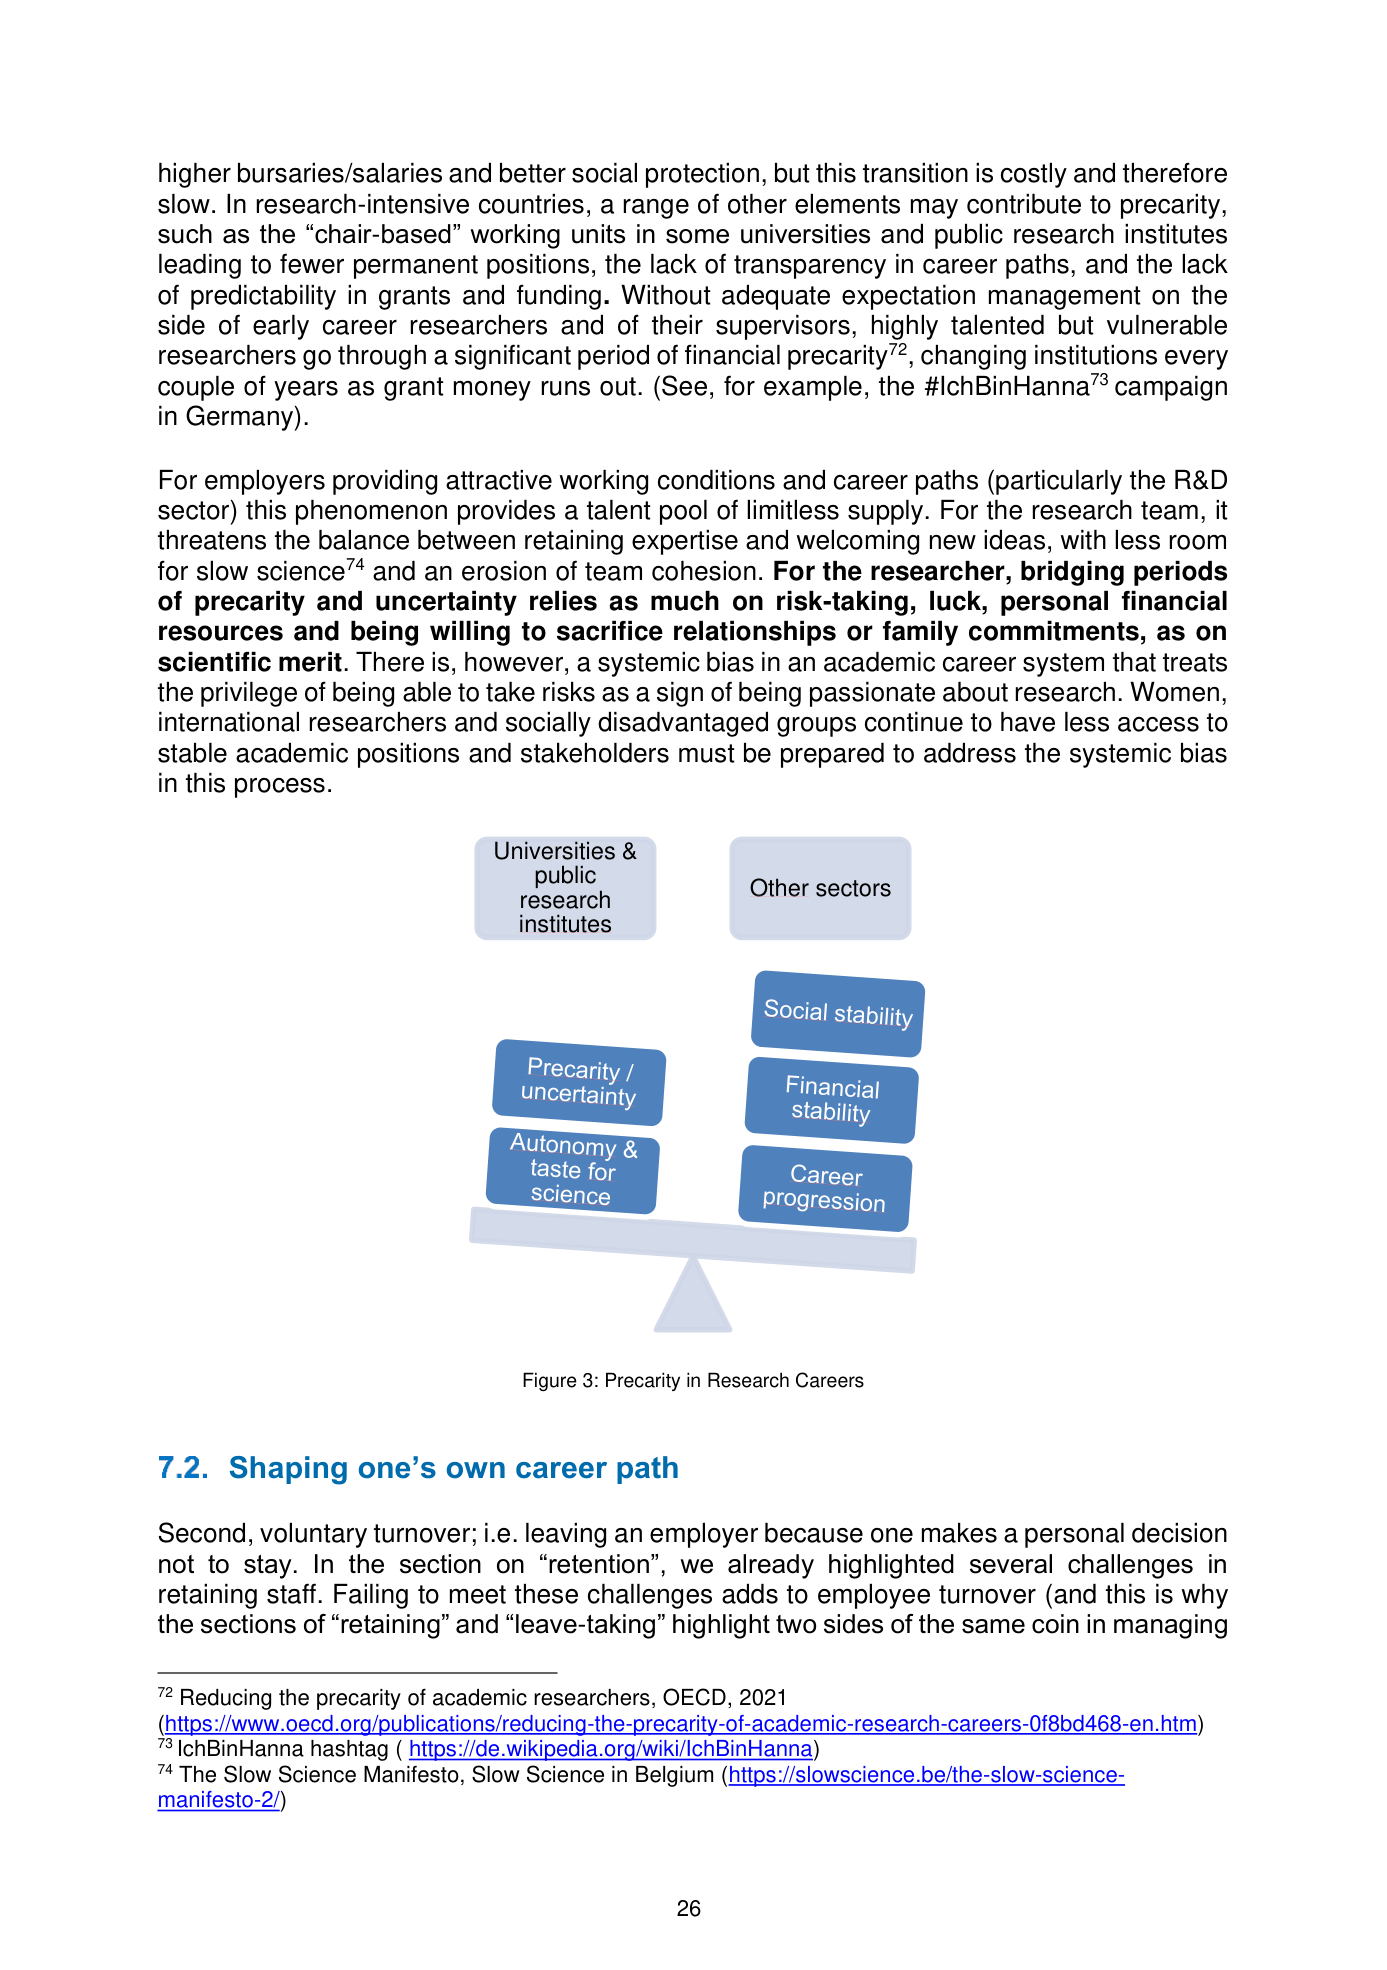 higher bursaries/salaries and better social protection, but this transition is costly and therefore
slow. In research-intensive countries, a range of other elements may contribute to precarity,
such as the “chair-based” working units in some universities and public research institutes
leading to fewer permanent positions, the lack of transparency in career paths, and the lack
of predictability in grants and funding. Without adequate expectation management on the
side of early career researchers and of their supervisors, highly talented but vulnerable
researchers go through a significant period of financial precarity72, changing institutions every
couple of years as grant money runs out. (See, for example, the #IchBinHanna73 campaign
in Germany).
For employers providing attractive working conditions and career paths (particularly the R&D
sector) this phenomenon provides a talent pool of limitless supply. For the research team, it
threatens the balance between retaining expertise and welcoming new ideas, with less room
for slow science74 and an erosion of team cohesion. For the researcher, bridging periods
of precarity and uncertainty relies as much on risk-taking, luck, personal financial
resources and being willing to sacrifice relationships or family commitments, as on
scientific merit. There is, however, a systemic bias in an academic career system that treats
the privilege of being able to take risks as a sign of being passionate about research. Women,
international researchers and socially disadvantaged groups continue to have less access to
stable academic positions and stakeholders must be prepared to address the systemic bias
in this process.
Universities &
public
research
institutes
Other sectors
Social stability
Precarity /
uncertainty
Financial
stability
Autonomy &
taste for
science
Career
progression
Figure 3: Precarity in Research Careers
7.2. Shaping one’s own career path
Second, voluntary turnover; i.e. leaving an employer because one makes a personal decision
not to stay. In the section on “retention”, we already highlighted several challenges in
retaining staff. Failing to meet these challenges adds to employee turnover (and this is why
the sections of “retaining” and “leave-taking” highlight two sides of the same coin in managing
72 Reducing the precarity of academic researchers, OECD, 2021
(https://www.oecd.org/publications/reducing-the-precarity-of-academic-research-careers-0f8bd468-en.htm)
73 IchBinHanna hashtag ( https://de.wikipedia.org/wiki/IchBinHanna)
74 The Slow Science Manifesto, Slow Science in Belgium (https://slowscience.be/the-slow-science-
manifesto-2/)
26